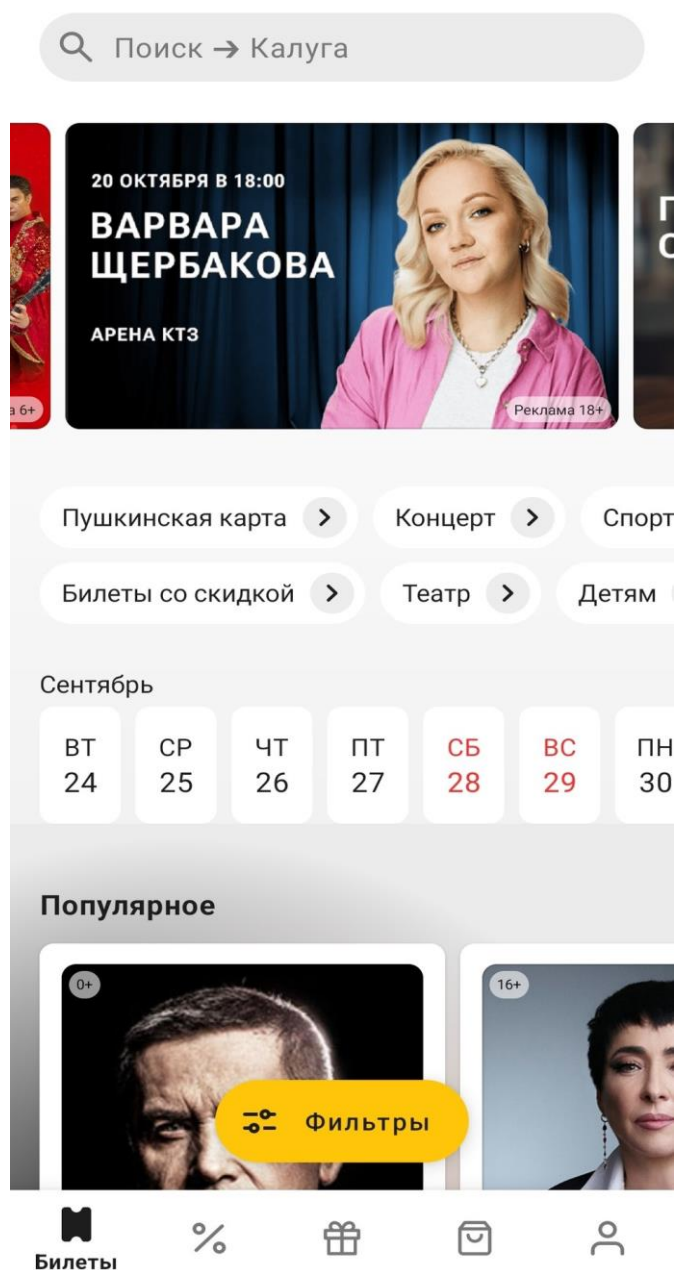 Поиск → Калуга
20 ОКТЯБРЯ В 18:00
ВАРВАРА
ЩЕРБАКОВА
АРЕНА КТЗ
6+
Реклама 18+
Пушкинская карта
Концерт
Спорт
Билеты со скидкой
Театр
Детям
Сентябрь
ВТ СР ЧТ ПТ СБ ВС ПН
24 25 26 27 28 29 30
Популярное
0+
16+
Фильтры
Билеты